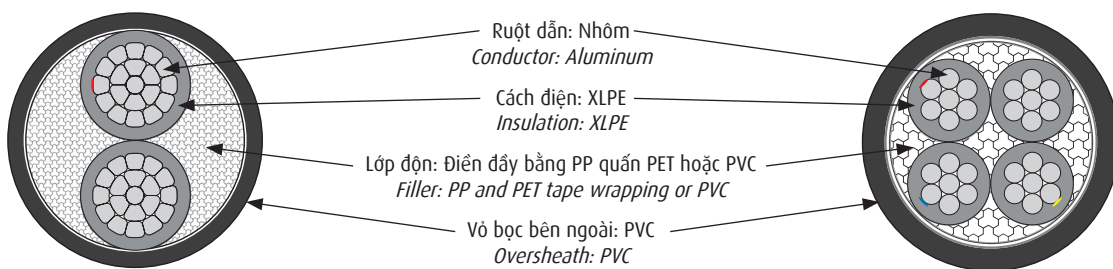 Ruột dẫn: Nhôm
Conductor: Aluminum
Cách điện: XLPE
Insulation: XLPE
Lớp độn: Điền đầy bằng PP quấn PET hoặc PVC
Filler: PP and PET tape wrapping or PVC
Vỏ bọc bên ngoài: PVC
Oversheath: PVC